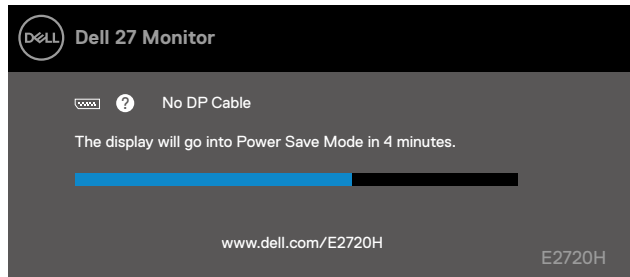 DELL Dell 27 Monitor
? No DP Cable
The display will go into Power Save Mode in 4 minutes.
www.dell.com/E2720H
E2720H